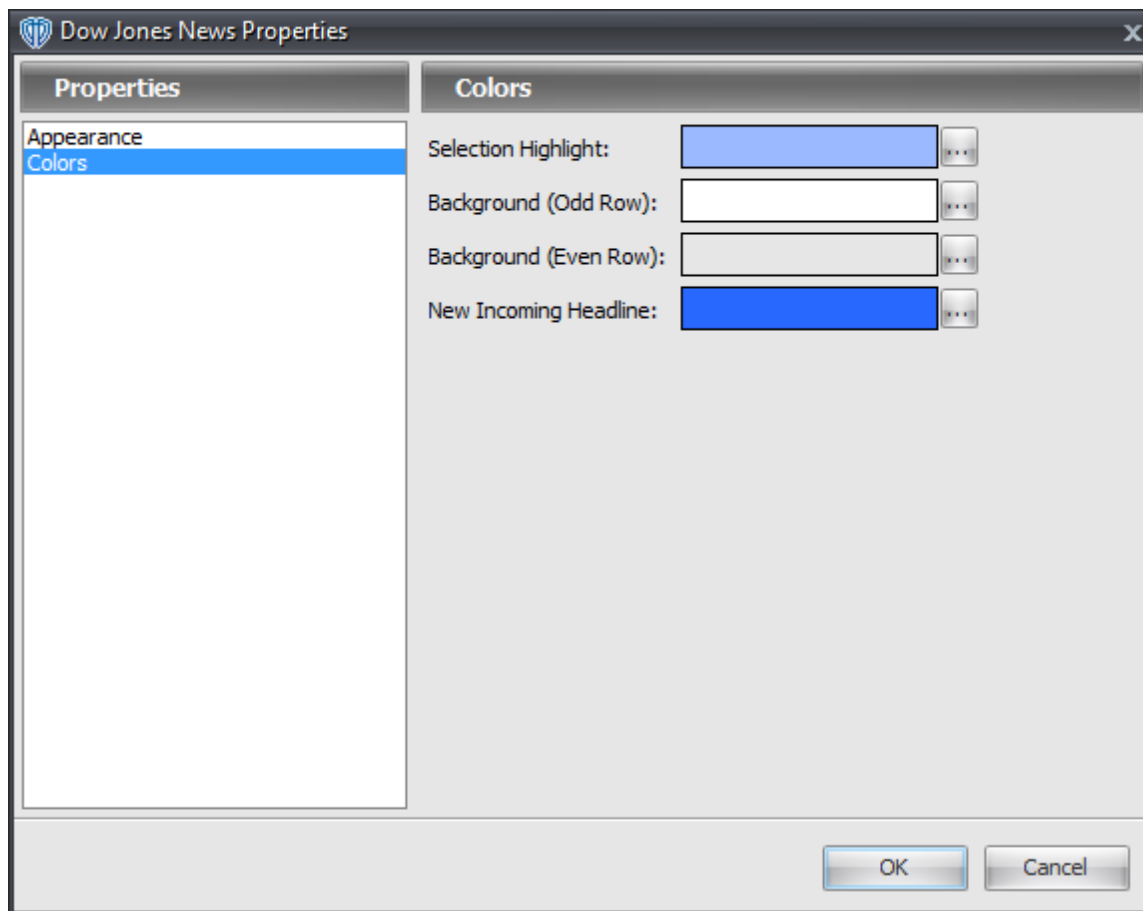 Dow Jones News Properties
x
Properties
Colors
Appearance
Colors
Selection Highlight:
...
Background (Odd Row):
...
Background (Even Row):
...
New Incoming Headline:
...
OK
Cancel